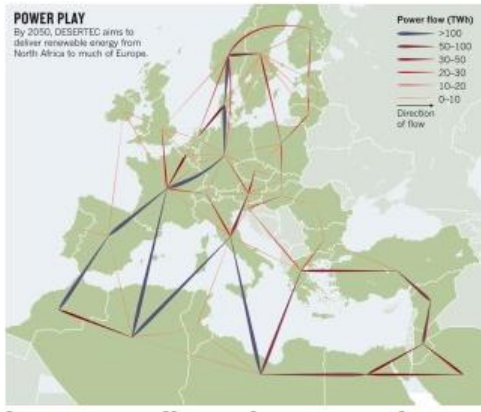 POWER PLAY
By 2050, DESERTEC aims to
deliver renewable energy from
North Africa to much of Europe.
Power flow (TWh)
>100
50–100
30–50
20–30
10–20
0–10
Direction
of flow